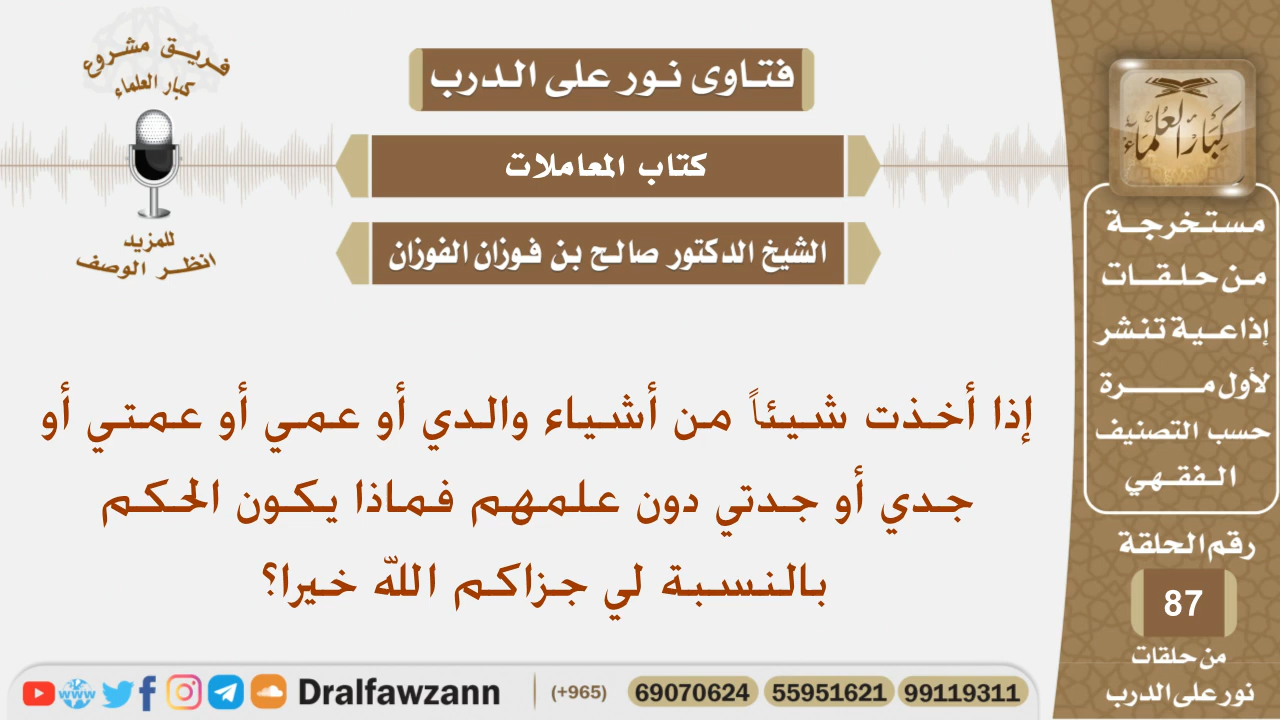 فريق مشروع
كبار العلماء
للمزيد
انظر الوصف
فتاوى نور على الدرب
كتاب المعاملات
الشيخ الدكتور صالح بن فوزان الفوزان
إذا أخذت شيئاً من أشياء والدي أو عمي أو عمتي أو
جدي أو جدتي دون علمهم فماذا يكون الحكم
بالنسبة لي جزاكم الله خيرا؟
كبار العلماء
مستخرجة
من حلقات
إذاعية تنشر
لأول مرة
حسب التصنيف
الفقهي
رقم الحلقة
87
من حلقات
نور على الدرب
www Dralfawzann (+965) 69070624 55951621 99119311